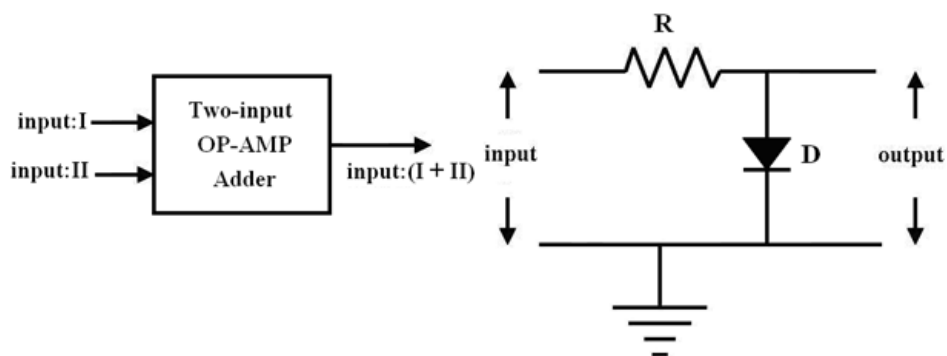 input:I
input:II
Two-input
OP-AMP
Adder
input:(I + II)
R
input
D
output